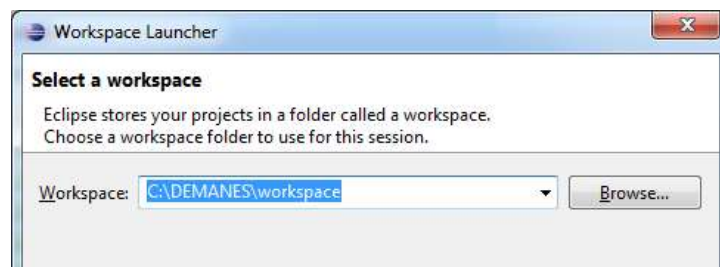 Workspace Launcher
Select a workspace
Eclipse stores your projects in a folder called a workspace.
Choose a workspace folder to use for this session.
Workspace: C:\DEMANES\workspace Browse...